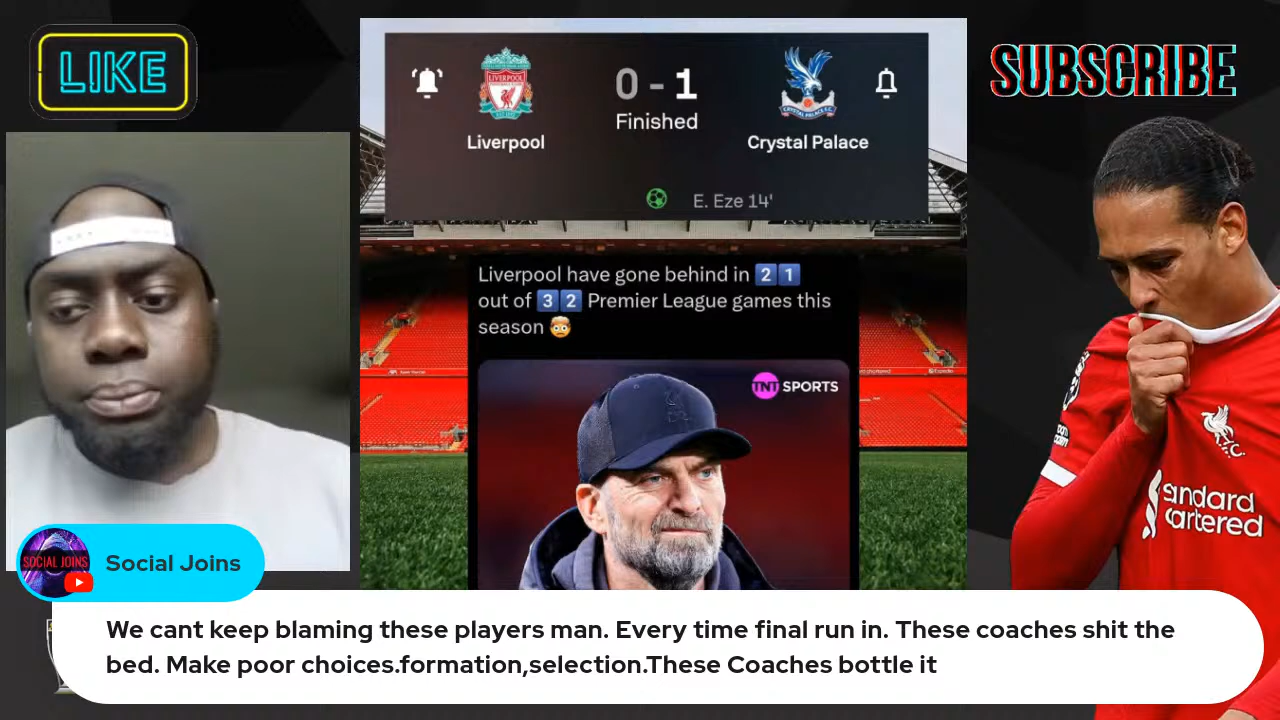 LIKE
SUBSCRIBE
0 - 1
Finished
Liverpool
Crystal Palace
E. Eze 14'
Liverpool have gone behind in 21
out of 32 Premier League games this
season 🤯
TNT SPORTS
LIVERPOOL
CRYSTAL PALACE F.C.
L.F.C.
Standard
Chartered
SOCIAL JOINS
Social Joins
We cant keep blaming these players man. Every time final run in. These coaches shit the
bed. Make poor choices.formation,selection.These Coaches bottle it